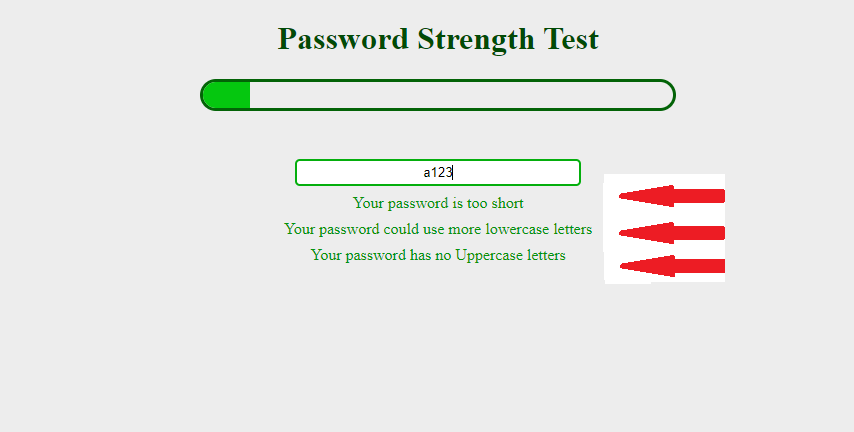 Password Strength Test
a123
Your password is too short
Your password could use more lowercase letters
Your password has no Uppercase letters